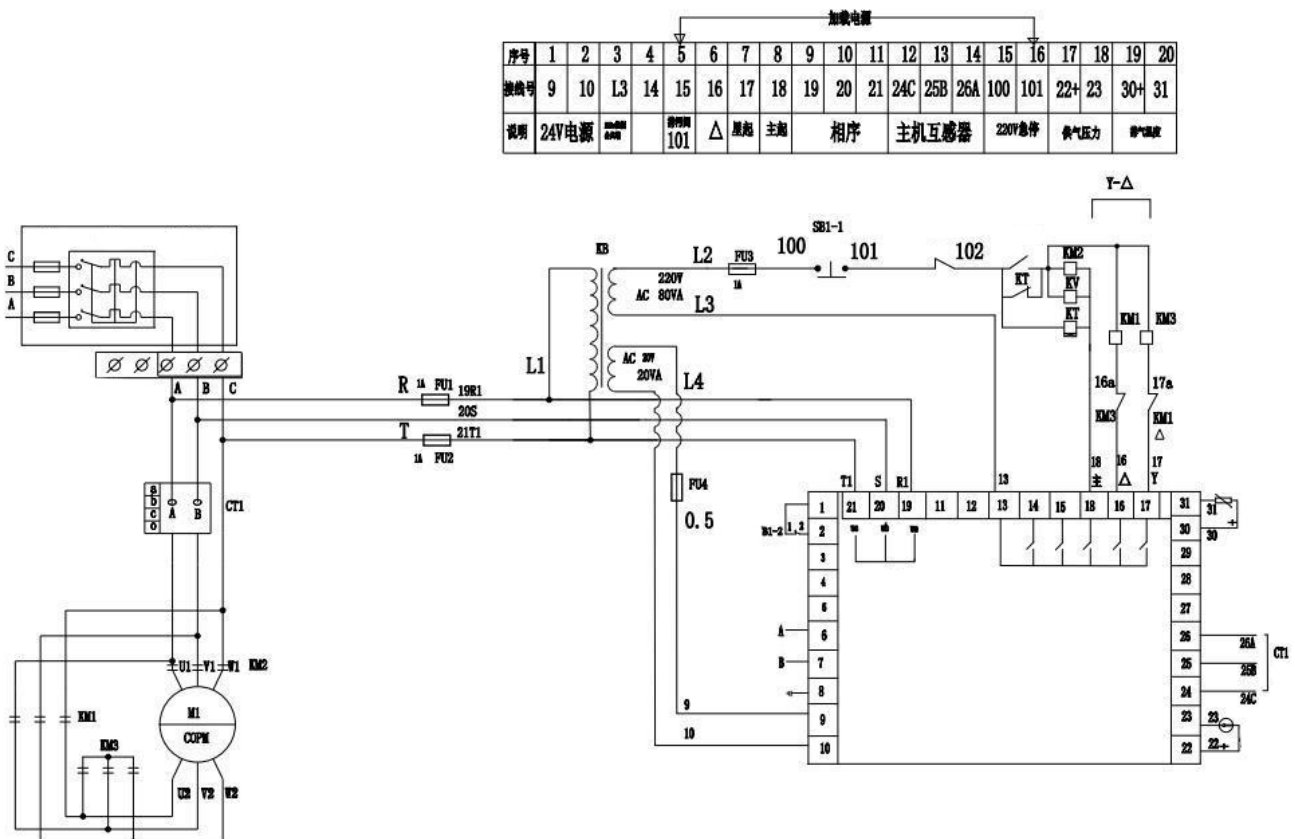 加载电源
序号 1 2 3 4 5 6 7 8 9 10 11 12 13 14 15 16 17 18 19 20
接线号 9 10 L3 14 15 16 17 18 19 20 21 24C 25B 26A 100 101 22+ 23 30+ 31
说明 24V电源 101 △ 星起 主起 相序 主机互感器 220V急停 供气压力 排气温度
Y-△
SB1-1
KB L2 FU3 100 101 102 KM2
C
220V 1A KT KV
AC 80VA
B
L3 KT
A
KM1 KM3
AC 20V
L1 20VA
L4
A B C
R 1A FU1 19R1
16a 17a
20S
KM3 KM1
T 21T1
△
1A FU2
18 16 17
T1 S R1 13 主 △ Y
FU4
a
b A B CT1
c
o
0.5
1 21 20 19 11 12 13 14 15 18 16 17 31 31
B1-2 1,2 2 30 30 +
3 29
4 28
5 27
A 6 26 26A
B 7 25 25B CT1
8 24 24C
9 9 23 23
10 10 22 22+
U1 V1 W1 KM2
KM1 M1
COPM
KM3
U2 V2 W2